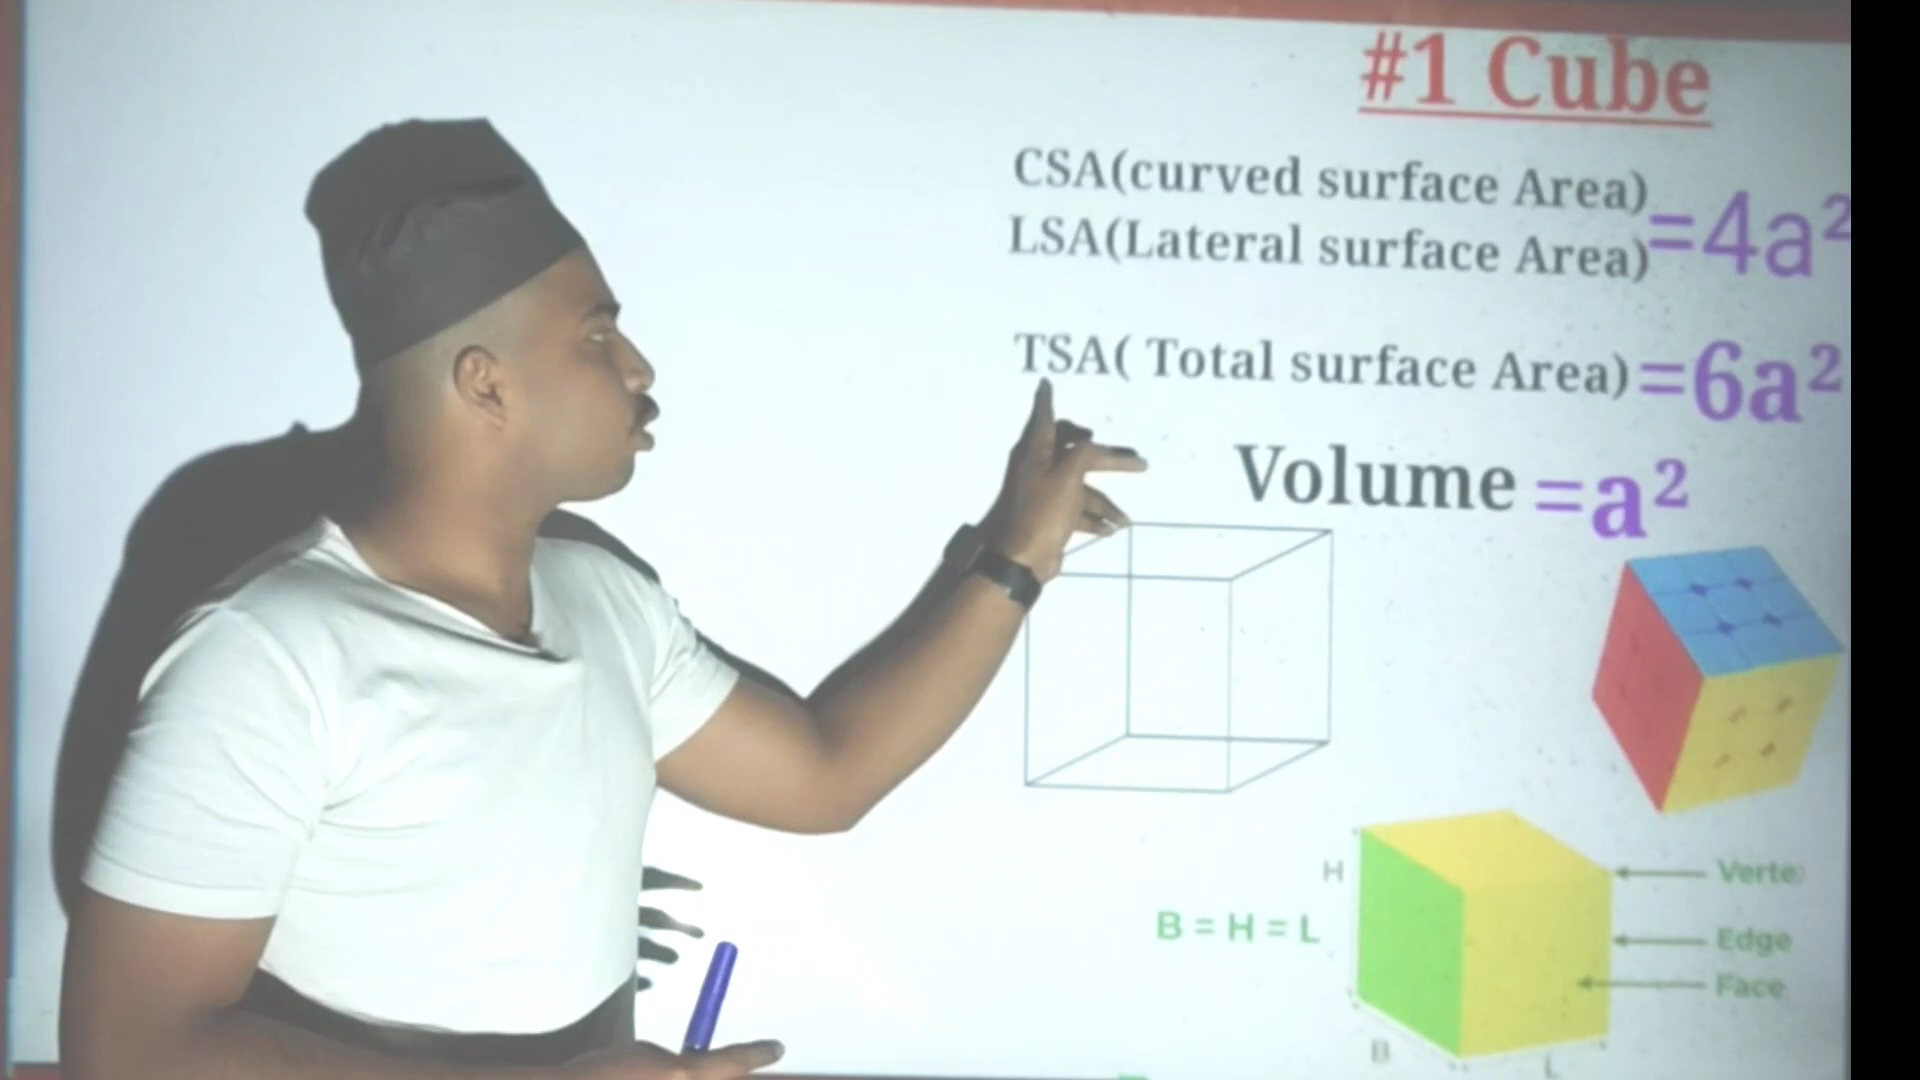 #1 Cube
CSA(curved surface Area)
LSA(Lateral surface Area)
=4a²
TSA( Total surface Area)=6a²
Volume =a²
H
Verte
B = H = L
Edge
Face
B
L